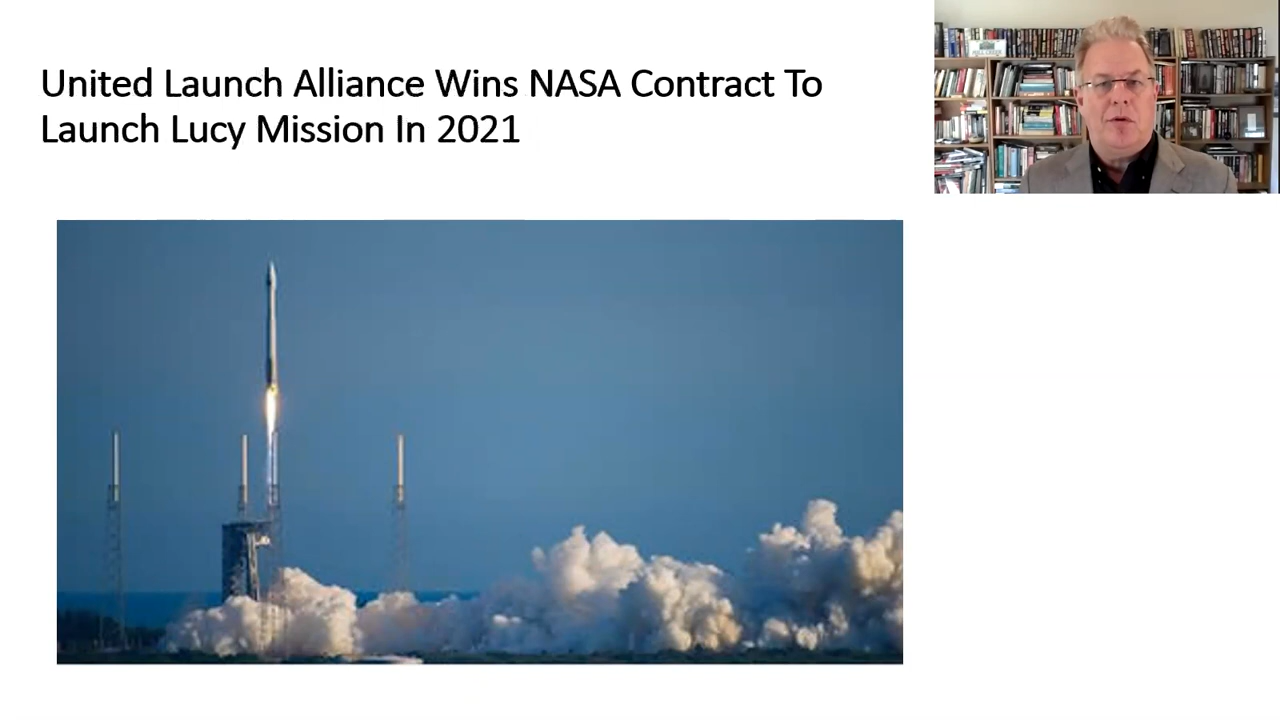 United Launch Alliance Wins NASA Contract To
Launch Lucy Mission In 2021